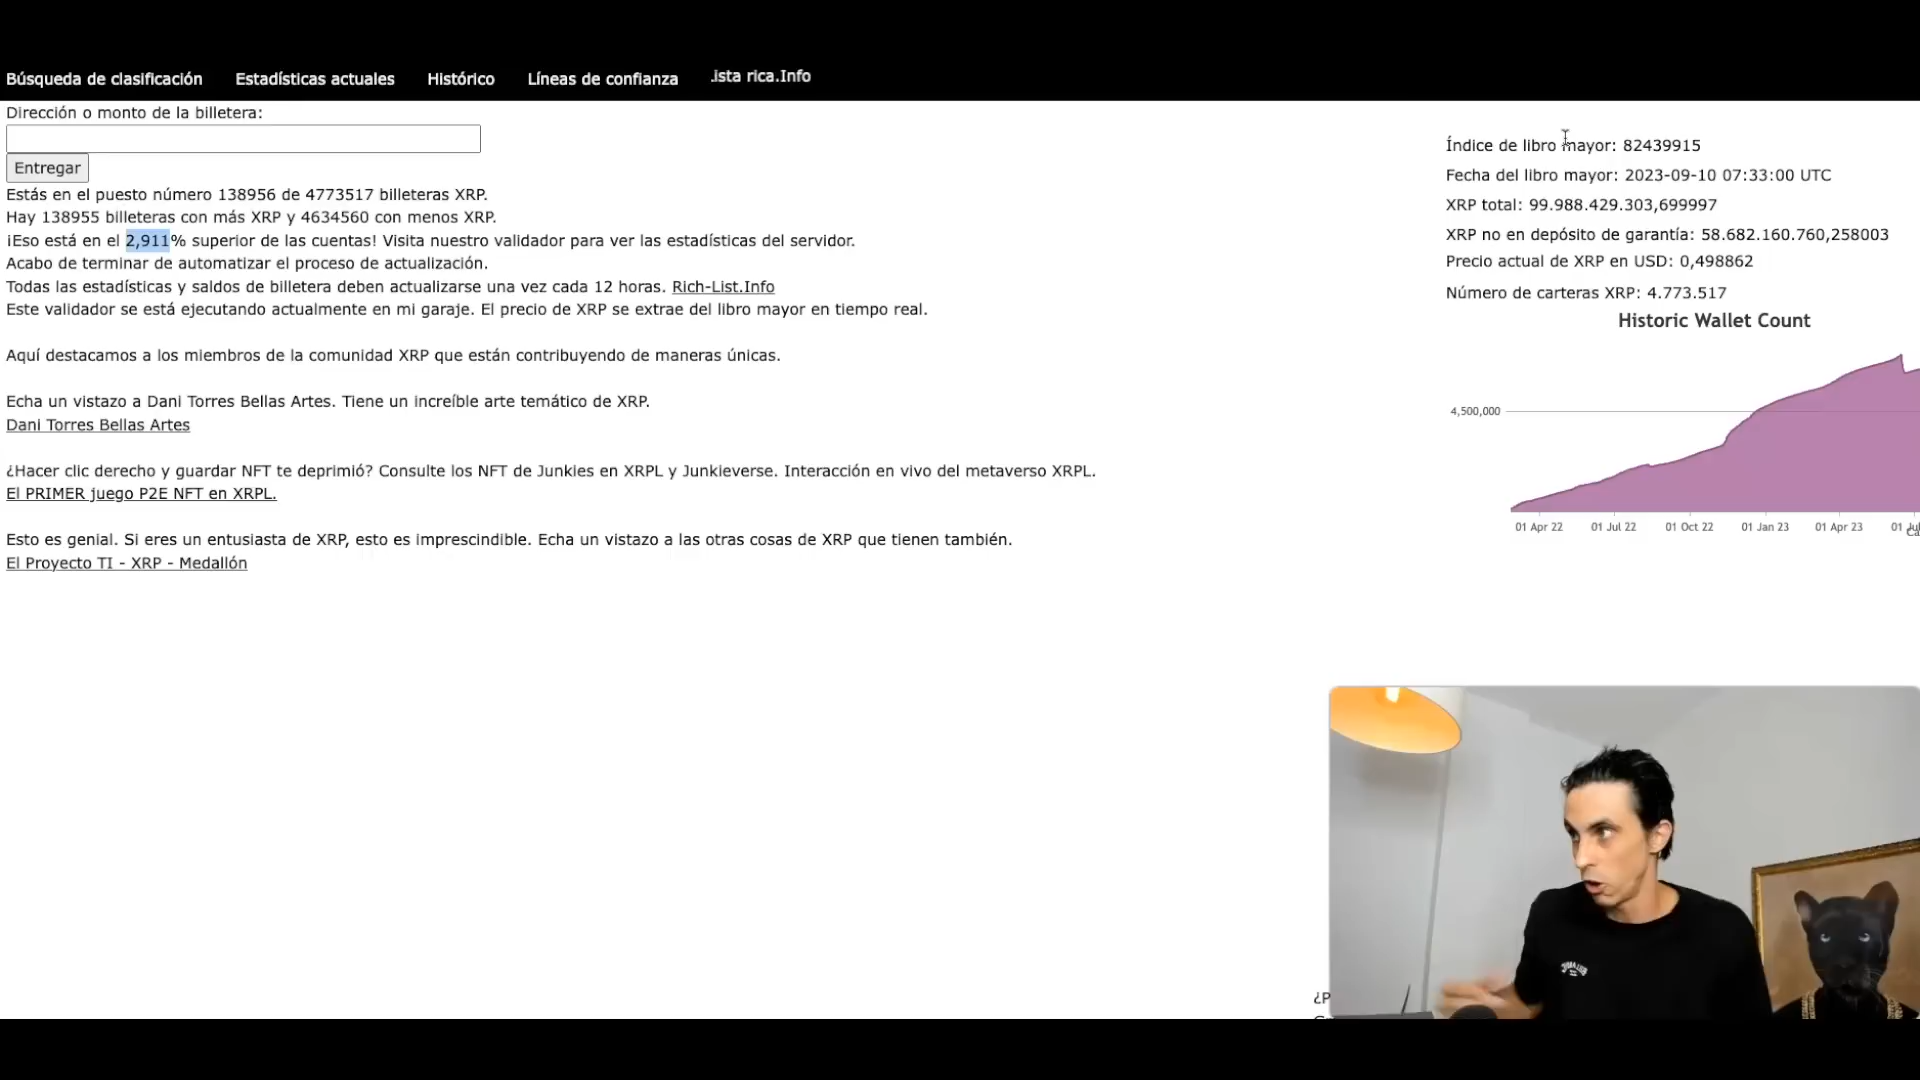 Búsqueda de clasificación Estadísticas actuales Histórico Líneas de confianza .ista rica.Info
Dirección o monto de la billetera:
Entregar
Estás en el puesto número 138956 de 4773517 billeteras XRP.
Hay 138955 billeteras con más XRP y 4634560 con menos XRP.
¡Eso está en el 2,911% superior de las cuentas! Visita nuestro validador para ver las estadísticas del servidor.
Acabo de terminar de automatizar el proceso de actualización.
Todas las estadísticas y saldos de billetera deben actualizarse una vez cada 12 horas. Rich-List.Info
Este validador se está ejecutando actualmente en mi garaje. El precio de XRP se extrae del libro mayor en tiempo real.
Aquí destacamos a los miembros de la comunidad XRP que están contribuyendo de maneras únicas.
Echa un vistazo a Dani Torres Bellas Artes. Tiene un increíble arte temático de XRP.
Dani Torres Bellas Artes
¿Hacer clic derecho y guardar NFT te deprimió? Consulte los NFT de Junkies en XRPL y Junkieverse. Interacción en vivo del metaverso XRPL.
El PRIMER juego P2E NFT en XRPL.
Esto es genial. Si eres un entusiasta de XRP, esto es imprescindible. Echa un vistazo a las otras cosas de XRP que tienen también.
El Proyecto TI - XRP - Medallón
Índice de libro mayor: 82439915
Fecha del libro mayor: 2023-09-10 07:33:00 UTC
XRP total: 99.988.429.303,699997
XRP no en depósito de garantía: 58.682.160.760,258003
Precio actual de XRP en USD: 0,498862
Número de carteras XRP: 4.773.517
Historic Wallet Count
4,500,000
01 Apr 22 01 Jul 22 01 Oct 22 01 Jan 23 01 Apr 23 01 Jul
¿P